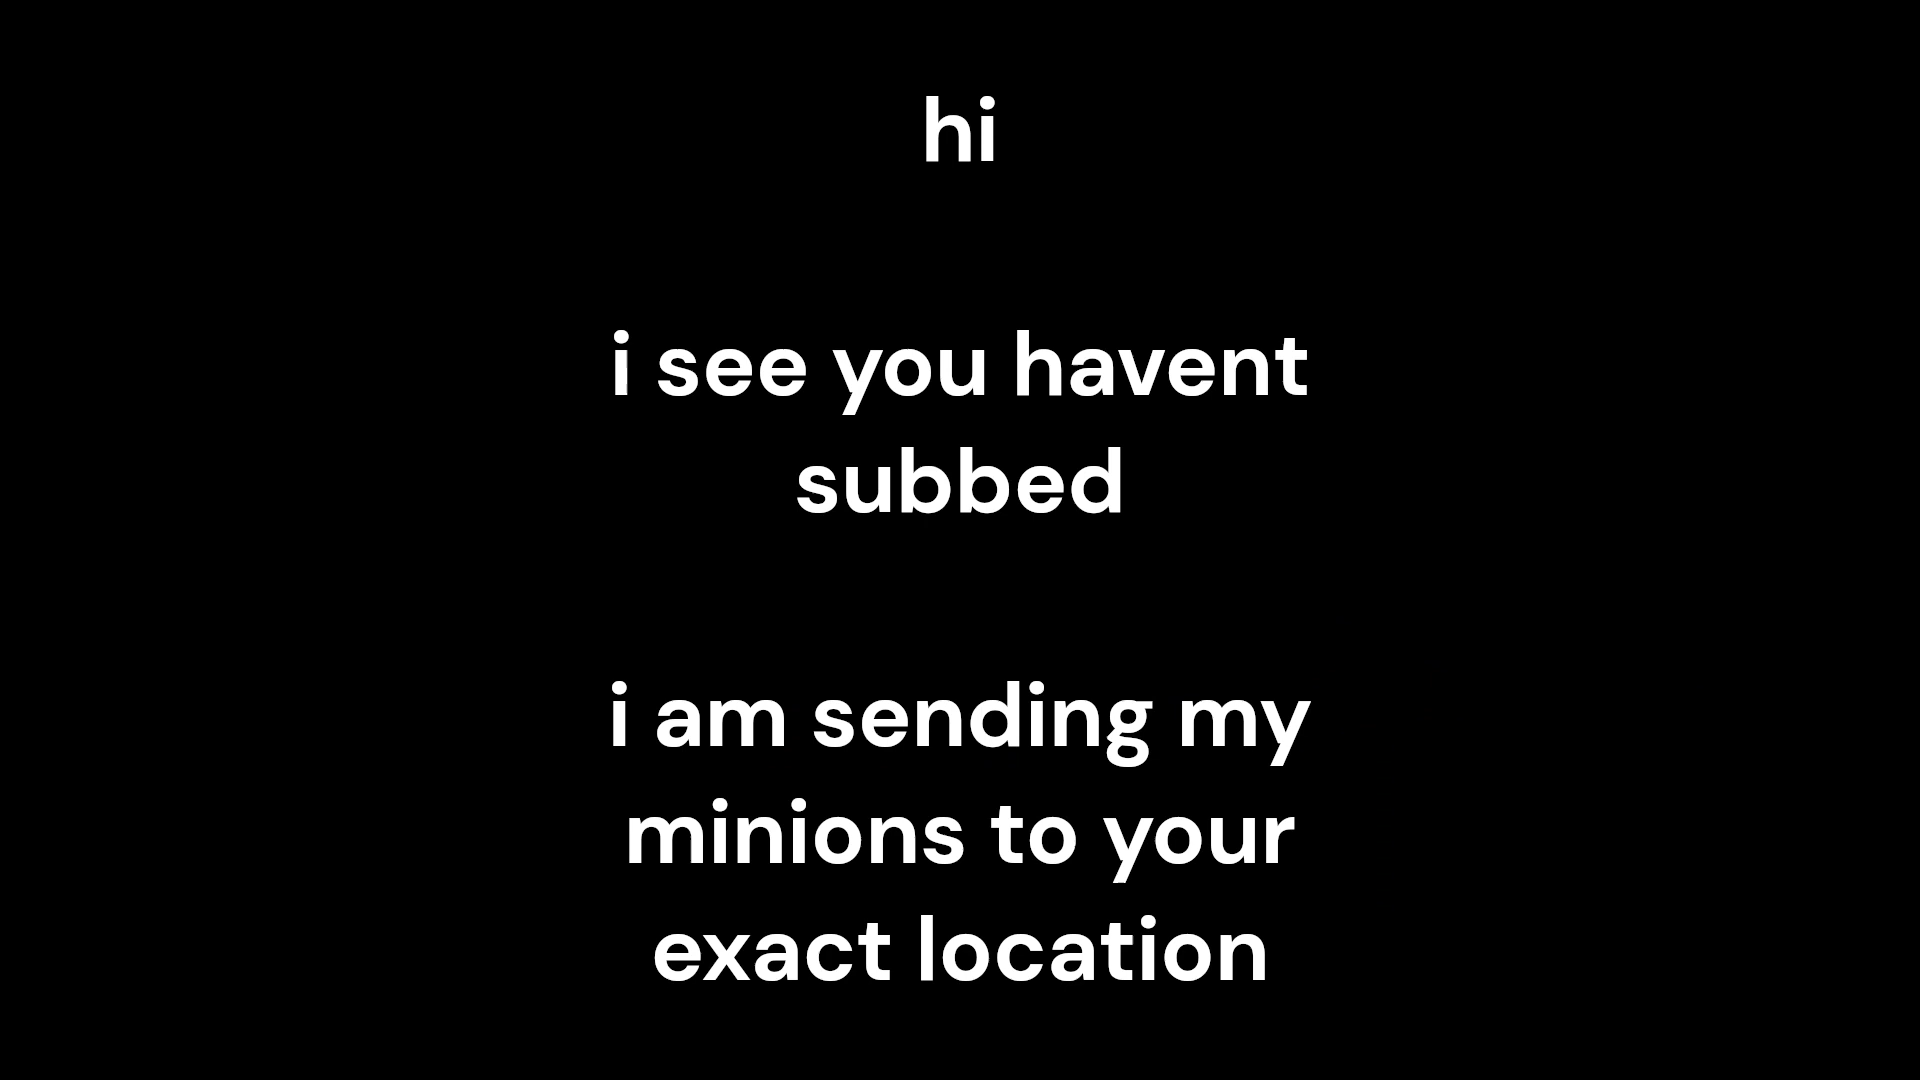 hi
i see you havent
subbed
i am sending my
minions to your
exact location